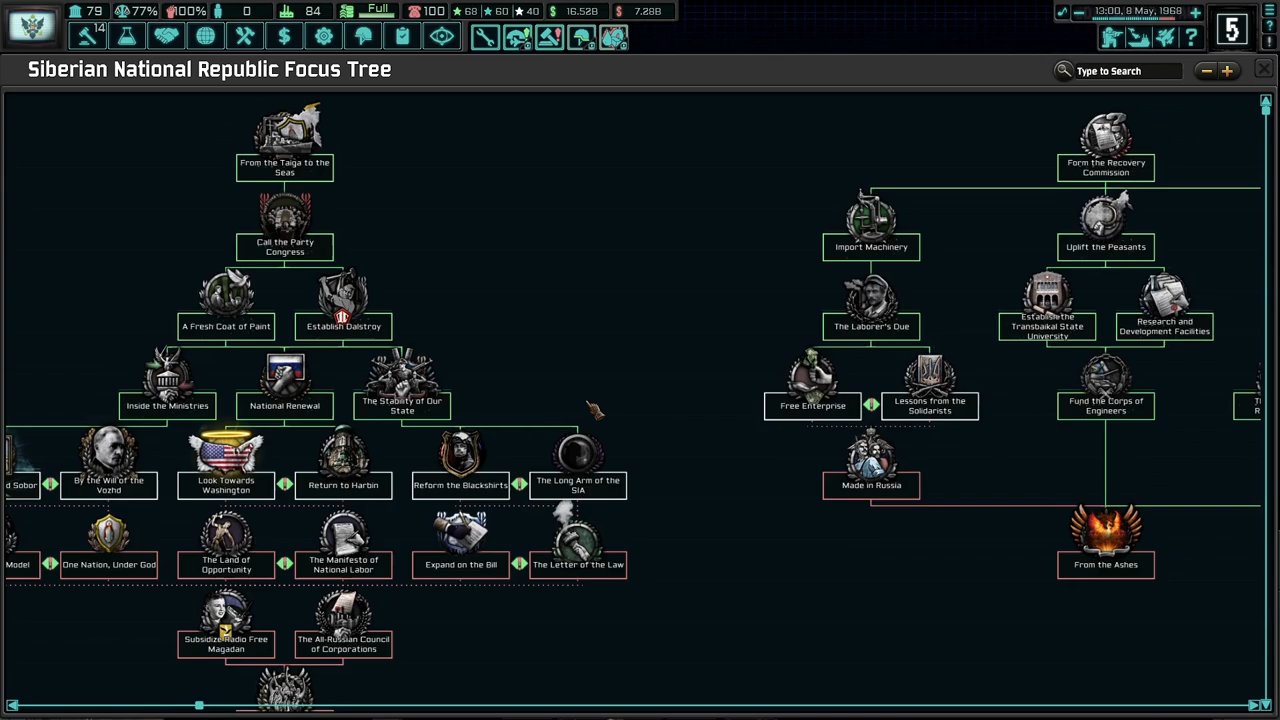 79
77%
100%
0
84
Full
100
68
60
40
$ 16.52B
$ 7.29B
13:00, 8 May, 1968
14
5
Siberian National Republic Focus Tree
Type to Search
From the Taiga to the
Seas
Form the Recovery
Commission
Call the Party
Congress
Import Machinery
Uplift the Peasants
A Fresh Coat of Paint
Establish Dalstroy
The Laborer's Due
Establish the
Transbaikal State
University
Research and
Development Facilities
Inside the Ministries
National Renewal
The Stability of Our
State
Free Enterprise
Lessons from the
Solidarists
Fund the Corps of
Engineers
d Sobor
By the Will of the
Vozhd
Look Towards
Washington
Return to Harbin
Reform the Blackshirts
The Long Arm of the
SIA
Made in Russia
Model
One Nation, Under God
The Land of
Opportunity
The Manifesto of
National Labor
Expand on the Bill
The Letter of the Law
From the Ashes
Subsidize Radio Free
Magadan
The All-Russian Council
of Corporations